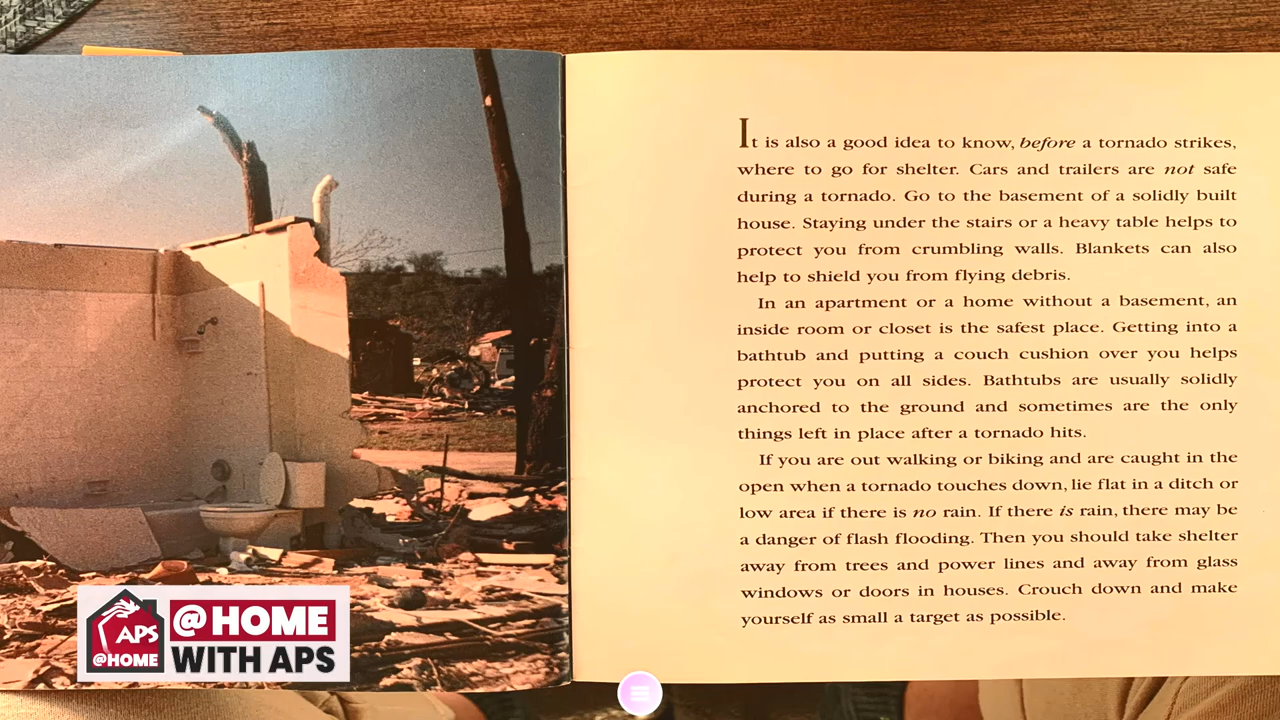 It is also a good idea to know, before a tornado strikes,
where to go for shelter. Cars and trailers are not safe
during a tornado. Go to the basement of a solidly built
house. Staying under the stairs or a heavy table helps to
protect you from crumbling walls. Blankets can also
help to shield you from flying debris.
In an apartment or a home without a basement, an
inside room or closet is the safest place. Getting into a
bathtub and putting a couch cushion over you helps
protect you on all sides. Bathtubs are usually solidly
anchored to the ground and sometimes are the only
things left in place after a tornado hits.
If you are out walking or biking and are caught in the
open when a tornado touches down, lie flat in a ditch or
low area if there is no rain. If there is rain, there may be
a danger of flash flooding. Then you should take shelter
away from trees and power lines and away from glass
windows or doors in houses. Crouch down and make
yourself as small a target as possible.
APS
@HOME
@HOME
WITH APS